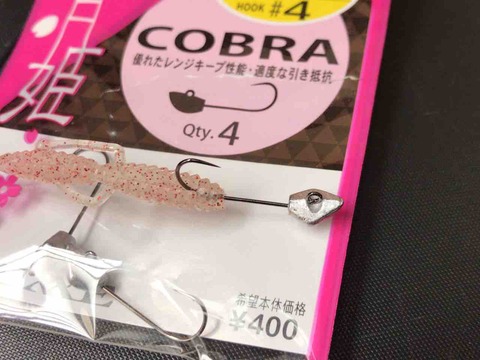 HOOK #4
姫
COBRA
優れたレンジキープ性能・適度な引き抵抗
Qty. 4
希望本体価格
¥400